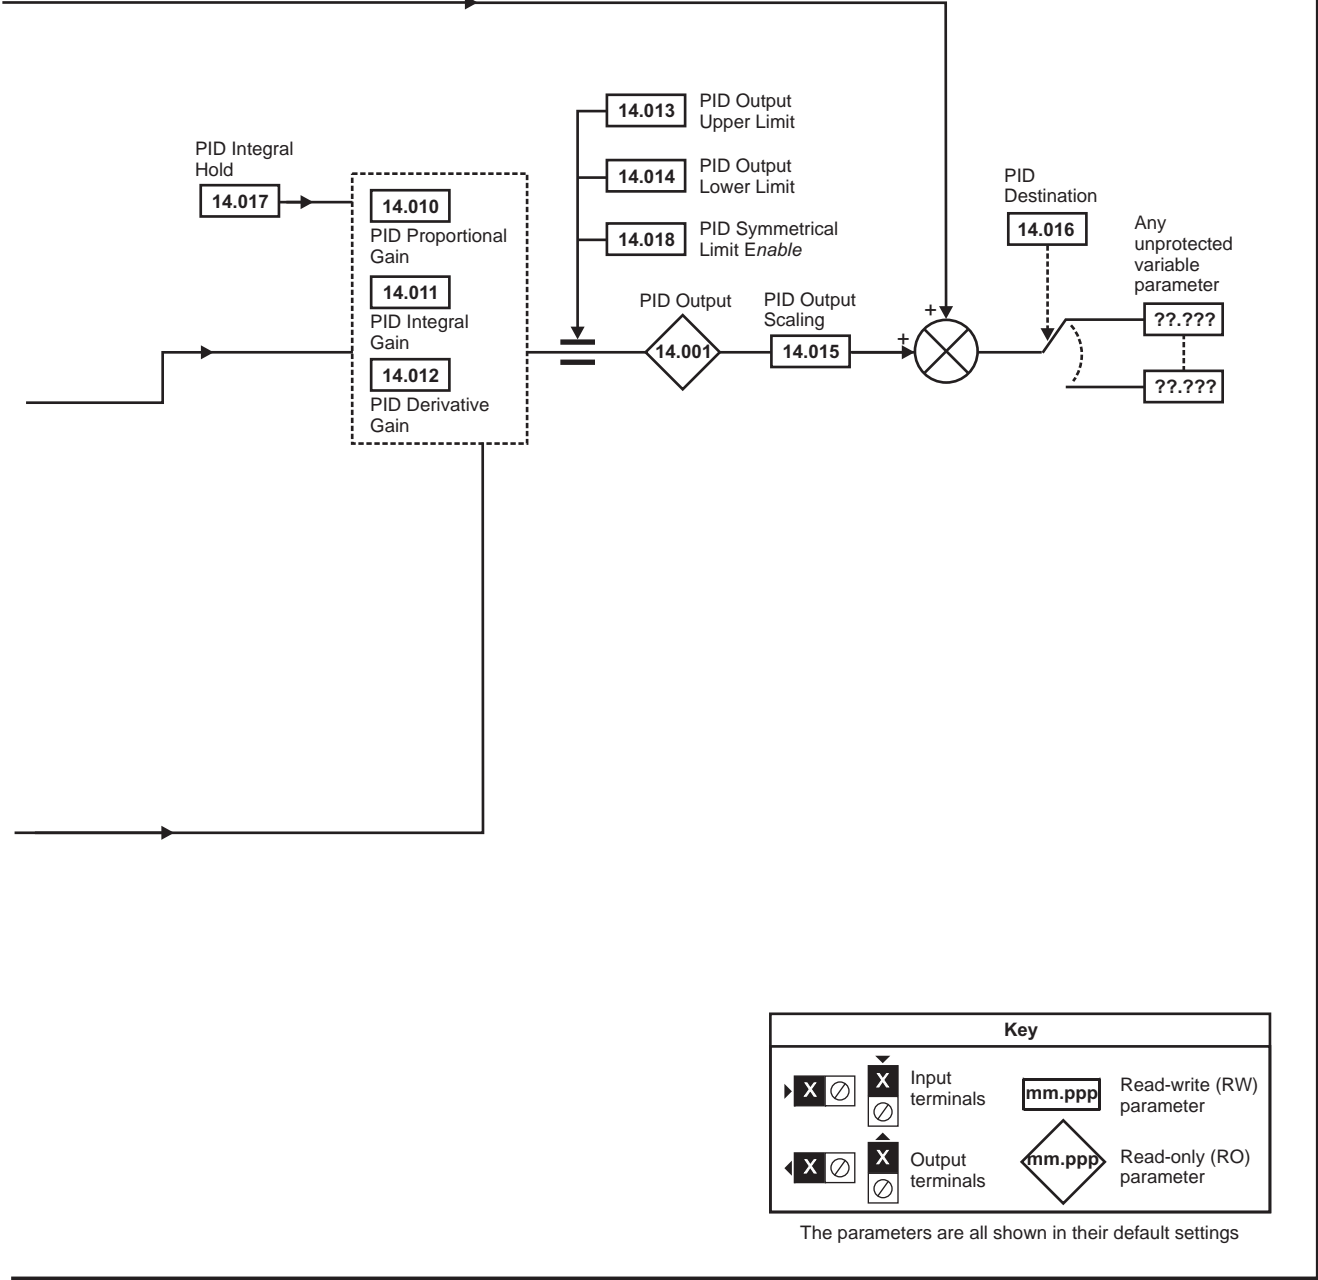 14.013
PID Output
Upper Limit
PID Integral
Hold
14.017
14.014
PID Output
Lower Limit
14.018
PID Symmetrical
Limit Enable
14.010
PID Proportional
Gain
14.011
PID Integral
Gain
14.012
PID Derivative
Gain
PID Output
14.001
PID Output
Scaling
14.015
+
+
PID
Destination
14.016
Any
unprotected
variable
parameter
??.???
??.???
Key
X
X
Input
terminals
mm.ppp
Read-write (RW)
parameter
X
X
Output
terminals
mm.ppp
Read-only (RO)
parameter
The parameters are all shown in their default settings